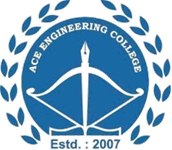 ACE ENGINEERING COLLEGE
Estd. : 2007